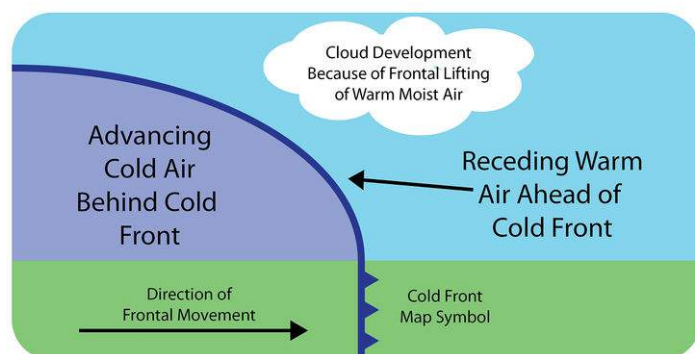 Cloud Development
Because of Frontal Lifting
of Warm Moist Air
Advancing
Cold Air
Behind Cold
Front
Receding Warm
Air Ahead of
Cold Front
Direction of
Frontal Movement
Cold Front
Map Symbol